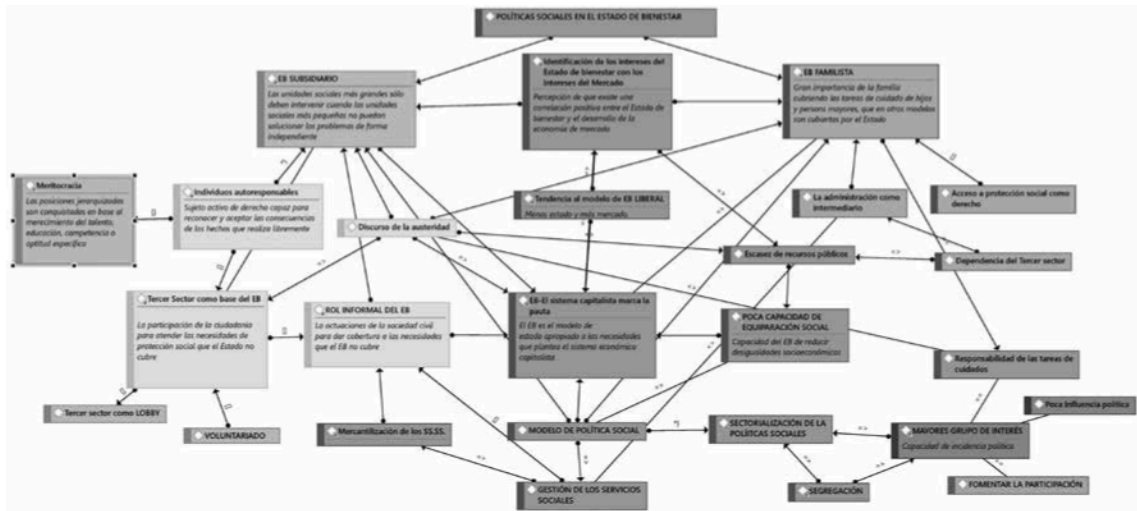 POLÍTICAS SOCIALES EN EL ESTADO DE BIENESTAR
EB SUBSIDIARIO
Las unidades sociales más grandes sólo
deben intervenir cuando las unidades
sociales más pequeñas no puedan
solucionar los problemas de forma
independiente
Identificación de los intereses del
Estado de bienestar con los
intereses del Mercado
Percepción de que existe una
correlación positiva entre el Estado de
bienestar y el desarrollo de la
economía de mercado
EB FAMILISTA
Gran importancia de la familia
cubriendo las tareas de cuidado de hijos
y persons mayores, que en otros modelos
son cubiertas por el Estado
Meritocracia
Las posiciones jerarquizadas
son conquistadas en base al
merecimiento del talento,
educación, competencia o
aptitud específica
Individuos autoresponsables
Sujeto activo de derecho capaz para
reconocer y aceptar las consecuencias
de los hechos que realiza libremente
Tendencia al modelo de EB LIBERAL
Menos estado y más mercado.
La administración como
intermediario
Acceso a protección social como
derecho
Discurso de la austeridad
Escases de recursos públicos
Dependencia del Tercer sector
Tercer Sector como base del EB
La participación de la ciudadanía
para atender las necesidades de
protección social que el Estado
no cubre
ROL INFORMAL DEL EB
La actuaciones de la sociedad civil
para dar cobertura a las necesidades
que el EB no cubre
EB-El sistema capitalista marca la
pauta
El EB es el modelo de
estado apropiado a las necesidades
que plantea el sistema económico
capitalista
POCA CAPACIDAD DE
EQUIPARACIÓN SOCIAL
Capacidad del EB de reducir
desigualdades socioeconómicas
Responsabilidad de las tareas de
cuidados
Tercer sector como LOBBY
VOLUNTARIADO
Mercantilización de los SS.SS.
MODELO DE POLÍTICA SOCIAL
SECTORIALIZACIÓN DE LA
POLÍITCAS SOCIALES
Poca influencia política
MAYORES GRUPO DE INTERÉS
Capacidad de incidencia política
GESTIÓN DE LOS SERVICIOS
SOCIALES
SEGREGACIÓN
FOMENTAR LA PARTICIPACIÓN